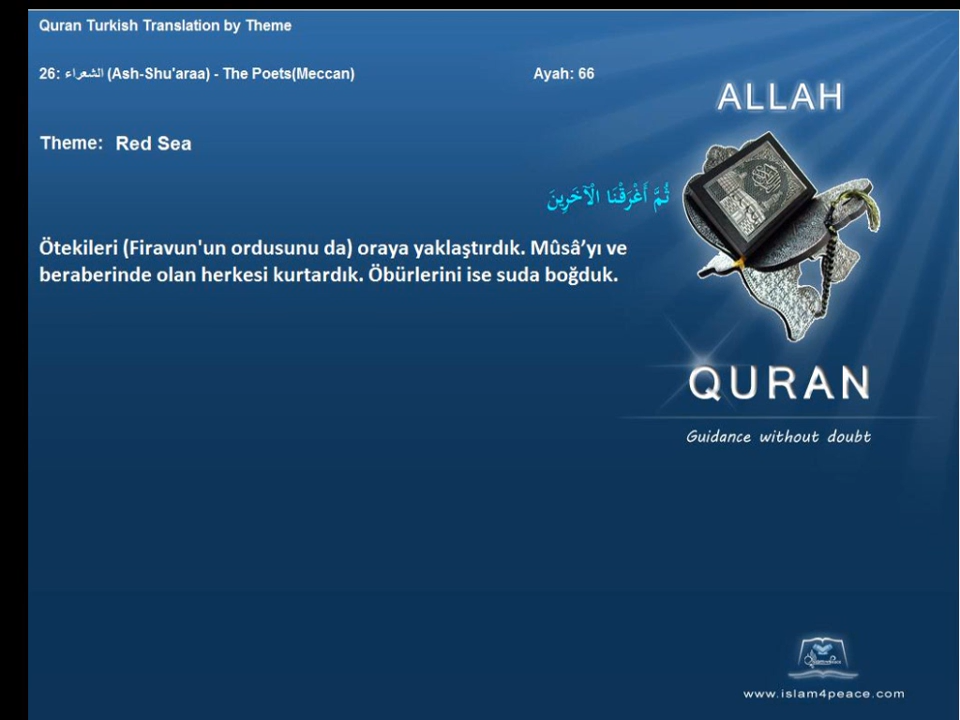 Quran Turkish Translation by Theme
26: الشعراء (Ash-Shu'araa) - The Poets(Meccan) Ayah: 66
ALLAH
Theme: Red Sea
ثُمَّ أَغْرَقْنَا الْآخَرِينَ
Ötekileri (Firavun'un ordusunu da) oraya yaklaştırdık. Mûsâ’yı ve
beraberinde olan herkesi kurtardık. Öbürlerini ise suda boğduk.
QURAN
Guidance without doubt
www.islam4peace.com